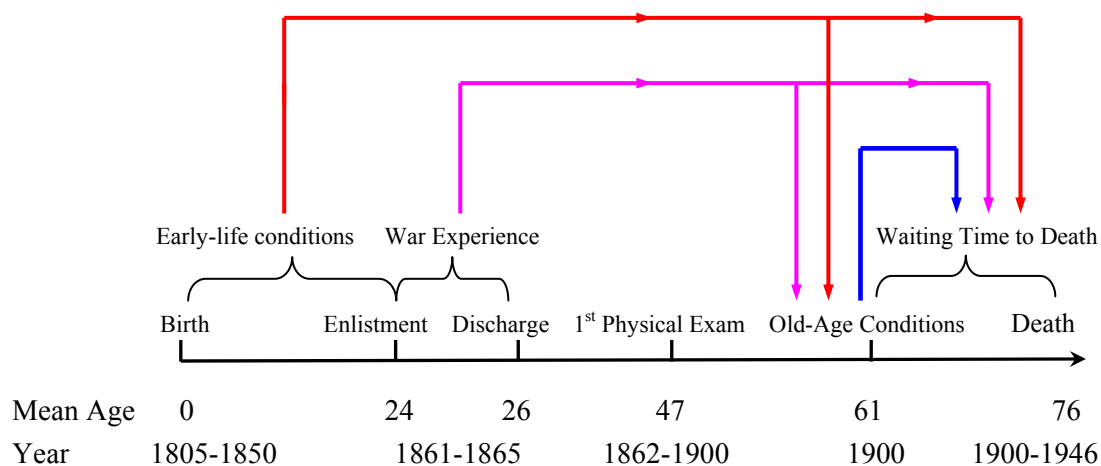 Early-life conditions War Experience Waiting Time to Death
Birth Enlistment Discharge 1st Physical Exam Old-Age Conditions Death
Mean Age 0 24 26 47 61 76
Year 1805-1850 1861-1865 1862-1900 1900 1900-1946